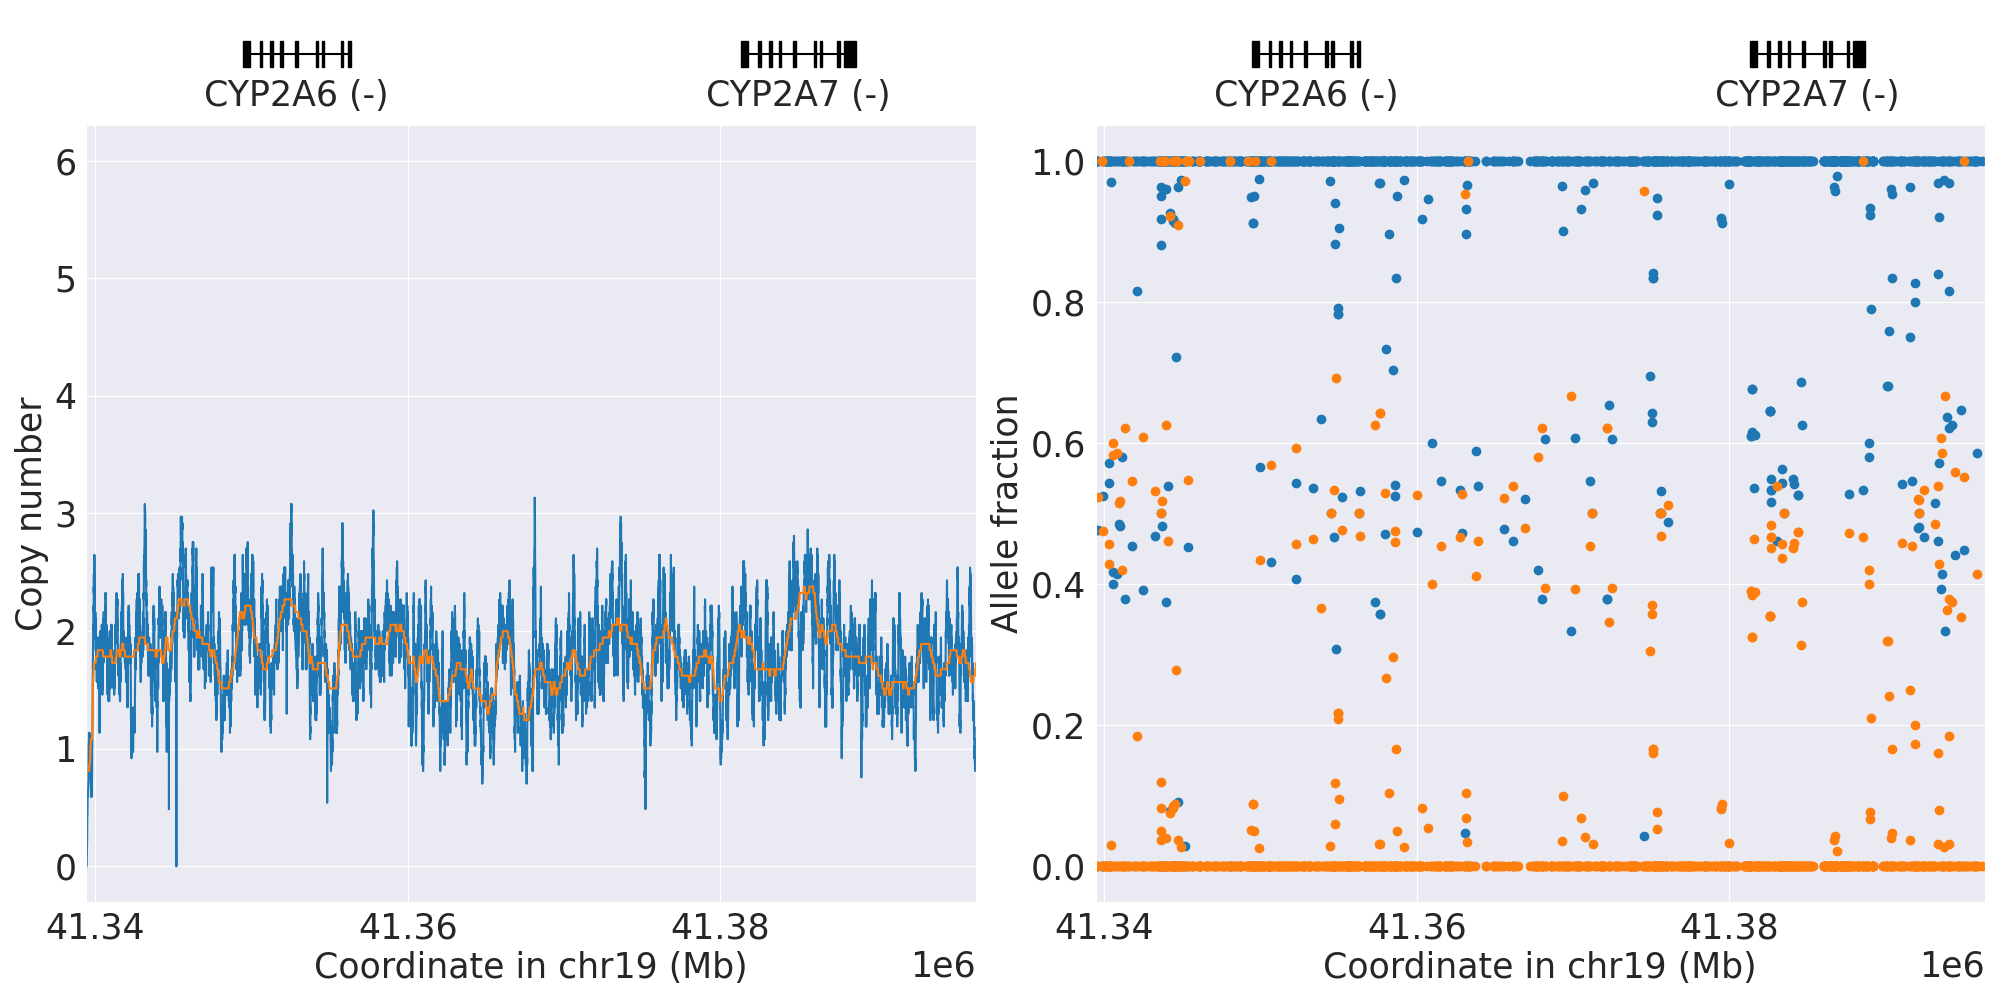 CYP2A6 (-) CYP2A7 (-) CYP2A6 (-) CYP2A7 (-)
6
5
4
3
2
1
0
Copy number
41.34 41.36 41.38
Coordinate in chr19 (Mb)
1e6
1.0
0.8
0.6
0.4
0.2
0.0
Allele fraction
41.34 41.36 41.38
Coordinate in chr19 (Mb)
1e6